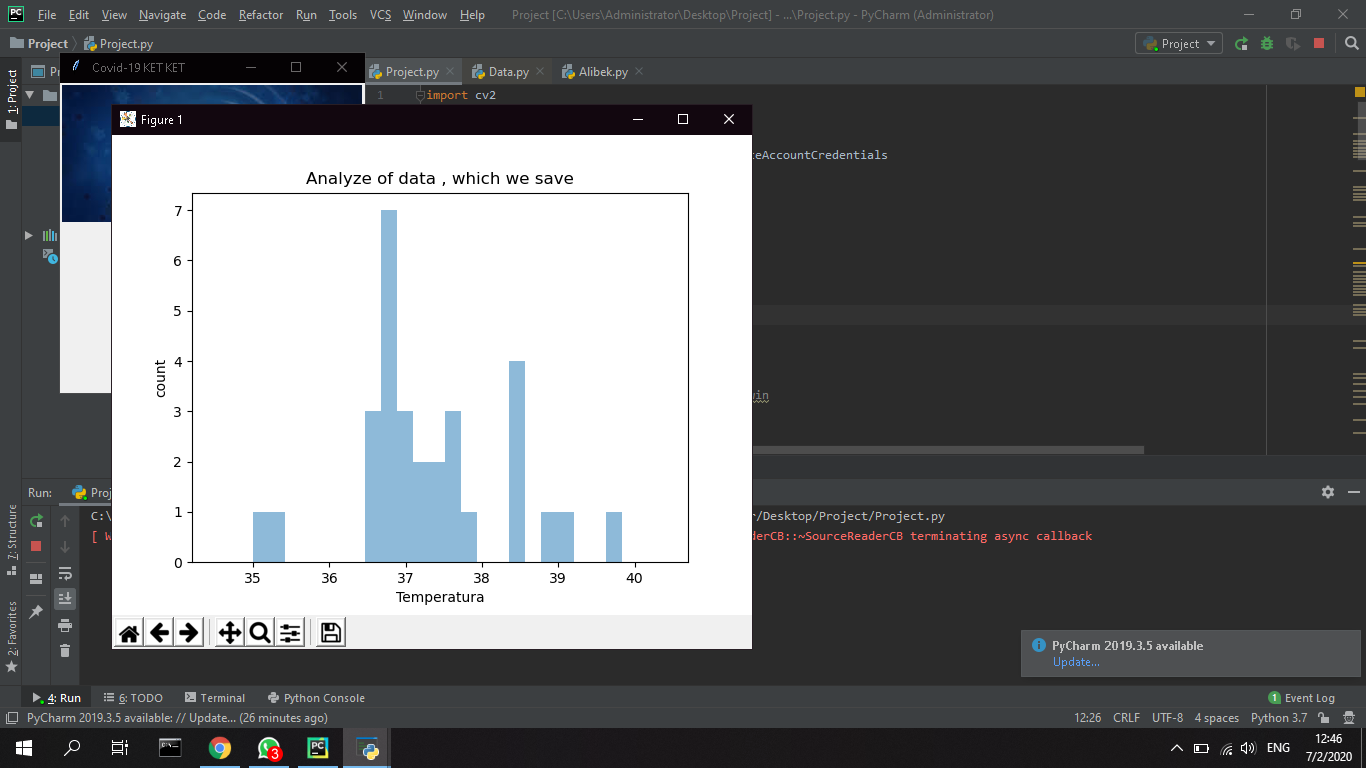 PC File Edit View Navigate Code Refactor Run Tools VCS Window Help Project [C:\Users\Administrator\Desktop\Project] - ...\Project.py - PyCharm (Administrator)
Project Project.py Project
Covid-19 KET KET
1: Project
Project.py Data.py Alibek.py
1 import cv2
Figure 1
eAccountCredentials
Analyze of data , which we save
7
6
5
4
3
2
1
0
count
35 36 37 38 39 40
Temperatura
win
Run: Proj
C:\ r/Desktop/Project/Project.py
[ W derCB::~SourceReaderCB terminating async callback
7: Structure
2: Favorites
PyCharm 2019.3.5 available
Update...
4: Run 6: TODO Terminal Python Console 1 Event Log
PyCharm 2019.3.5 available: // Update... (26 minutes ago) 12:26 CRLF UTF-8 4 spaces Python 3.7
3 PC ENG 12:46
7/2/2020